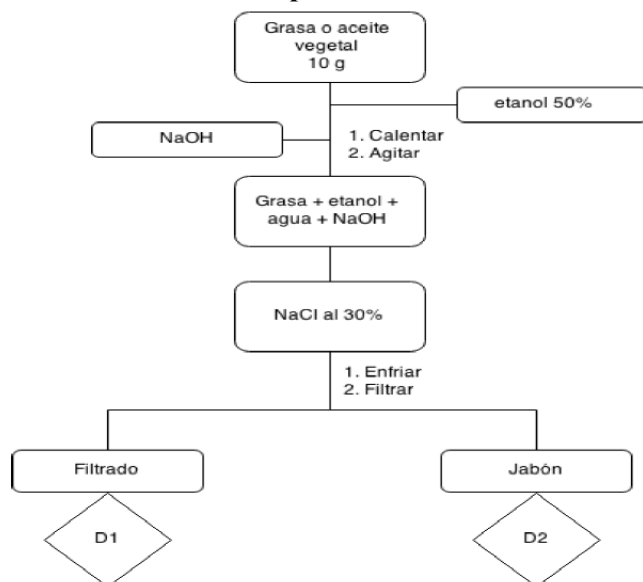 Grasa o aceite
vegetal
10 g
etanol 50%
NaOH
1. Calentar
2. Agitar
Grasa + etanol +
agua + NaOH
NaCl al 30%
1. Enfriar
2. Filtrar
Filtrado
Jabón
D1
D2